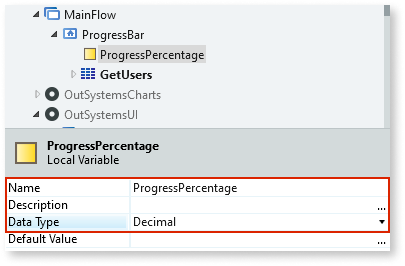 MainFlow
ProgressBar
ProgressPercentage
GetUsers
OutSystemsCharts
OutSystemsUI
ProgressPercentage
Local Variable
Name ProgressPercentage
Description ...
Data Type Decimal
Default Value ...